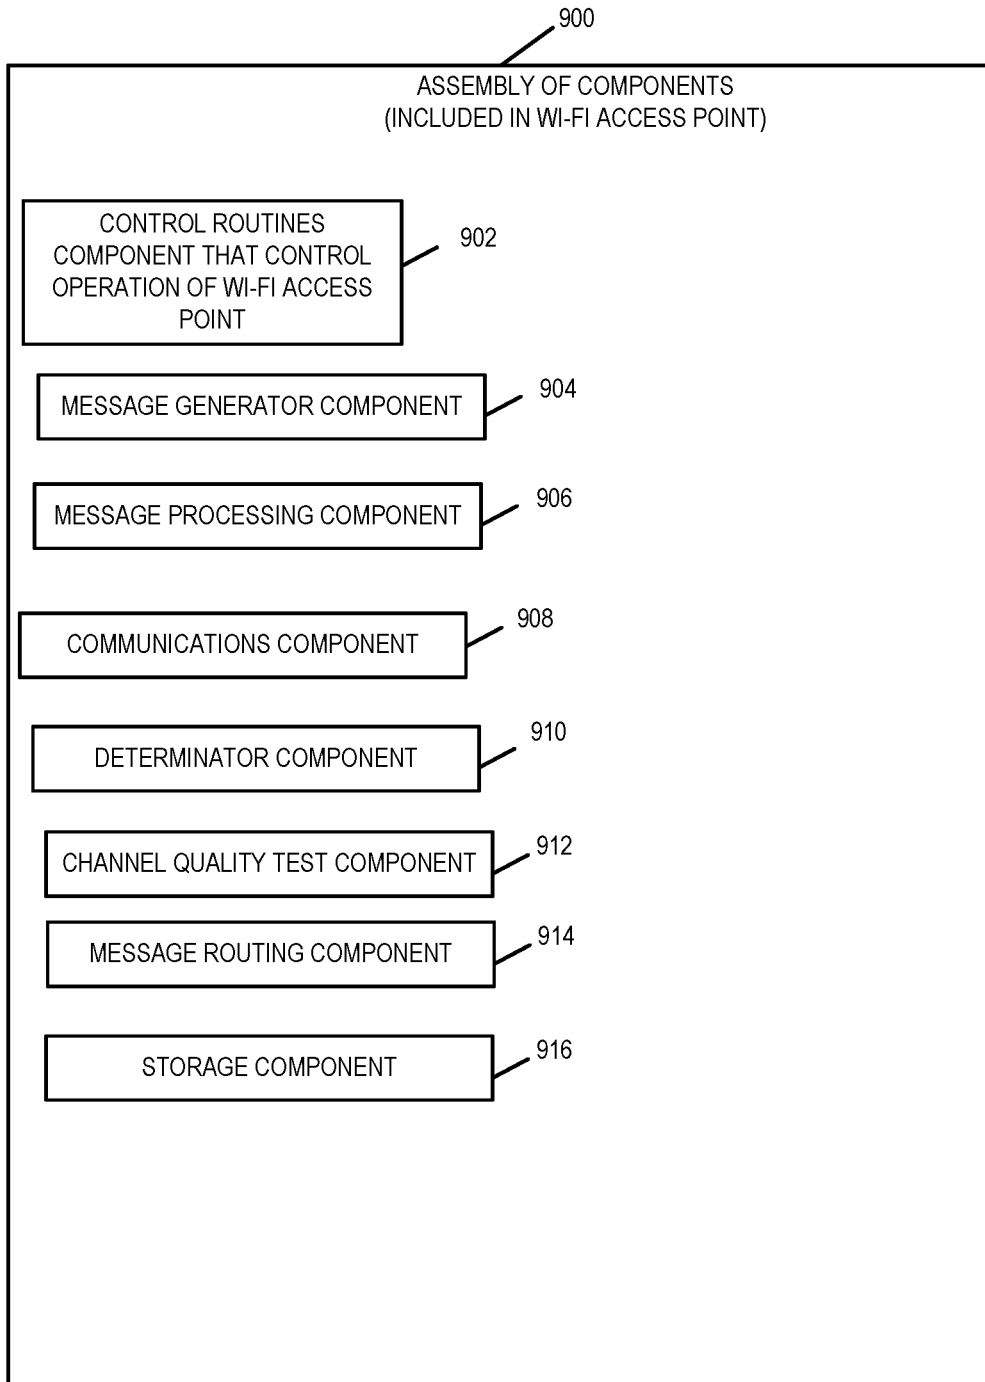 900
ASSEMBLY OF COMPONENTS
(INCLUDED IN WI-FI ACCESS POINT)
CONTROL ROUTINES
COMPONENT THAT CONTROL
OPERATION OF WI-FI ACCESS
POINT
902
MESSAGE GENERATOR COMPONENT
904
MESSAGE PROCESSING COMPONENT
906
COMMUNICATIONS COMPONENT
908
DETERMINATOR COMPONENT
910
CHANNEL QUALITY TEST COMPONENT
912
MESSAGE ROUTING COMPONENT
914
STORAGE COMPONENT
916